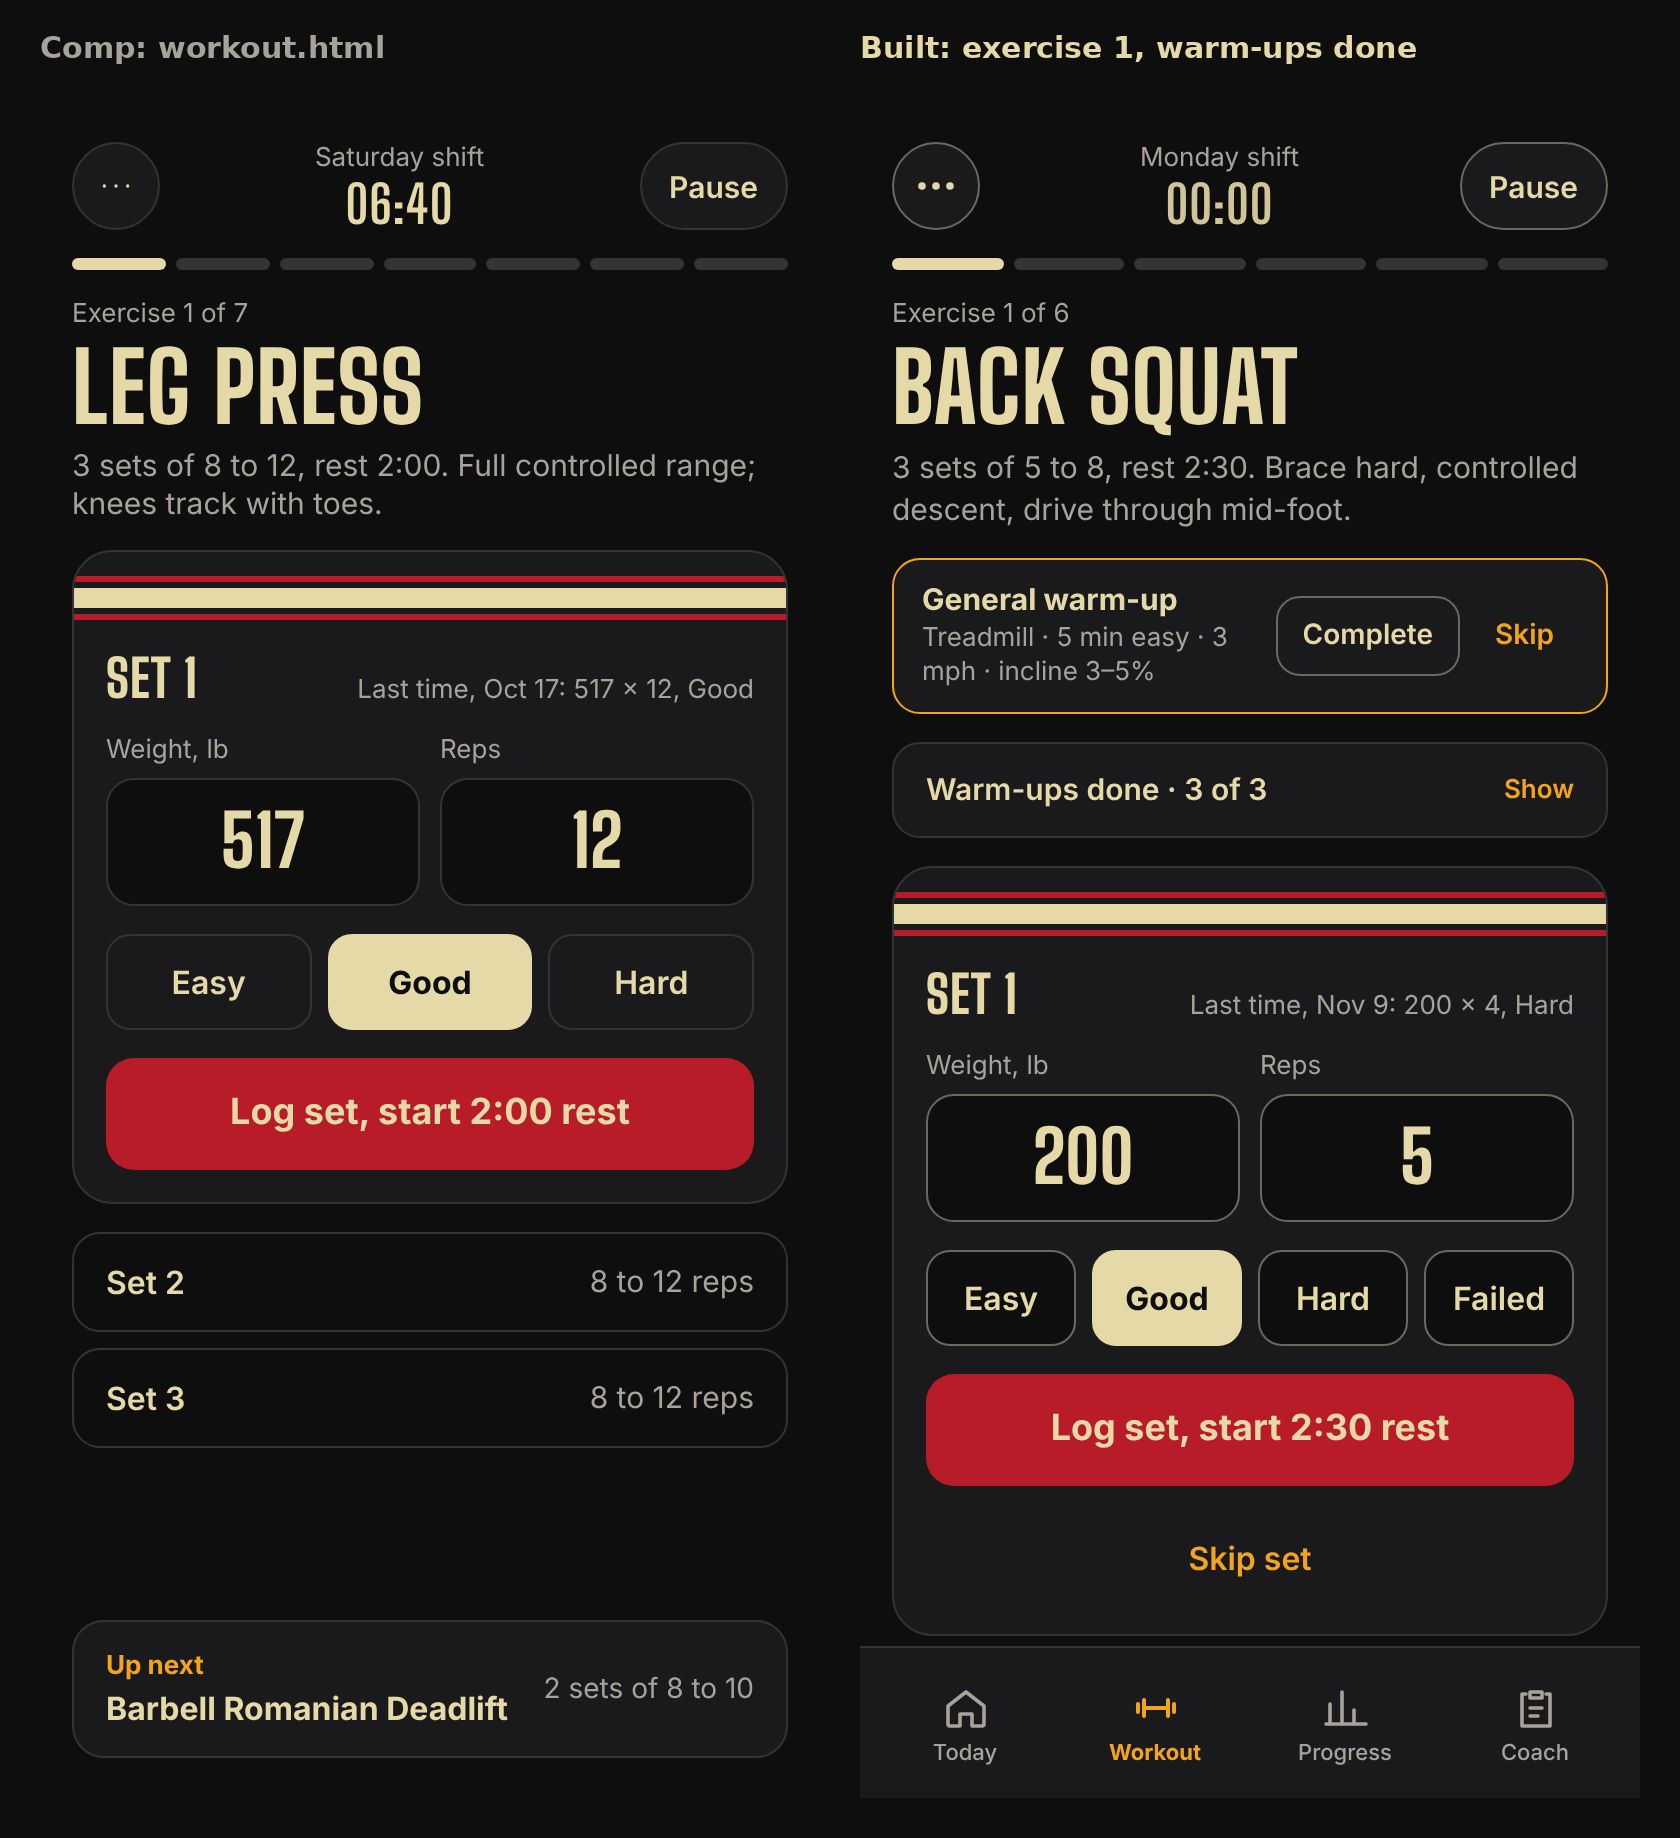 Comp: workout.html
...
Saturday shift
06:40
Pause
Exercise 1 of 7
LEG PRESS
3 sets of 8 to 12, rest 2:00. Full controlled range;
knees track with toes.
SET 1
Last time, Oct 17: 517 × 12, Good
Weight, lb
Reps
517
12
Easy
Good
Hard
Log set, start 2:00 rest
Set 2
8 to 12 reps
Set 3
8 to 12 reps
Up next
Barbell Romanian Deadlift
2 sets of 8 to 10
Built: exercise 1, warm-ups done
Monday shift
00:00
Pause
Exercise 1 of 6
BACK SQUAT
3 sets of 5 to 8, rest 2:30. Brace hard, controlled
descent, drive through mid-foot.
General warm-up
Treadmill · 5 min easy · 3
mph · incline 3–5%
Complete
Skip
Warm-ups done · 3 of 3
Show
SET 1
Last time, Nov 9: 200 × 4, Hard
Weight, lb
Reps
200
5
Easy
Good
Hard
Failed
Log set, start 2:30 rest
Skip set
Today
Workout
Progress
Coach